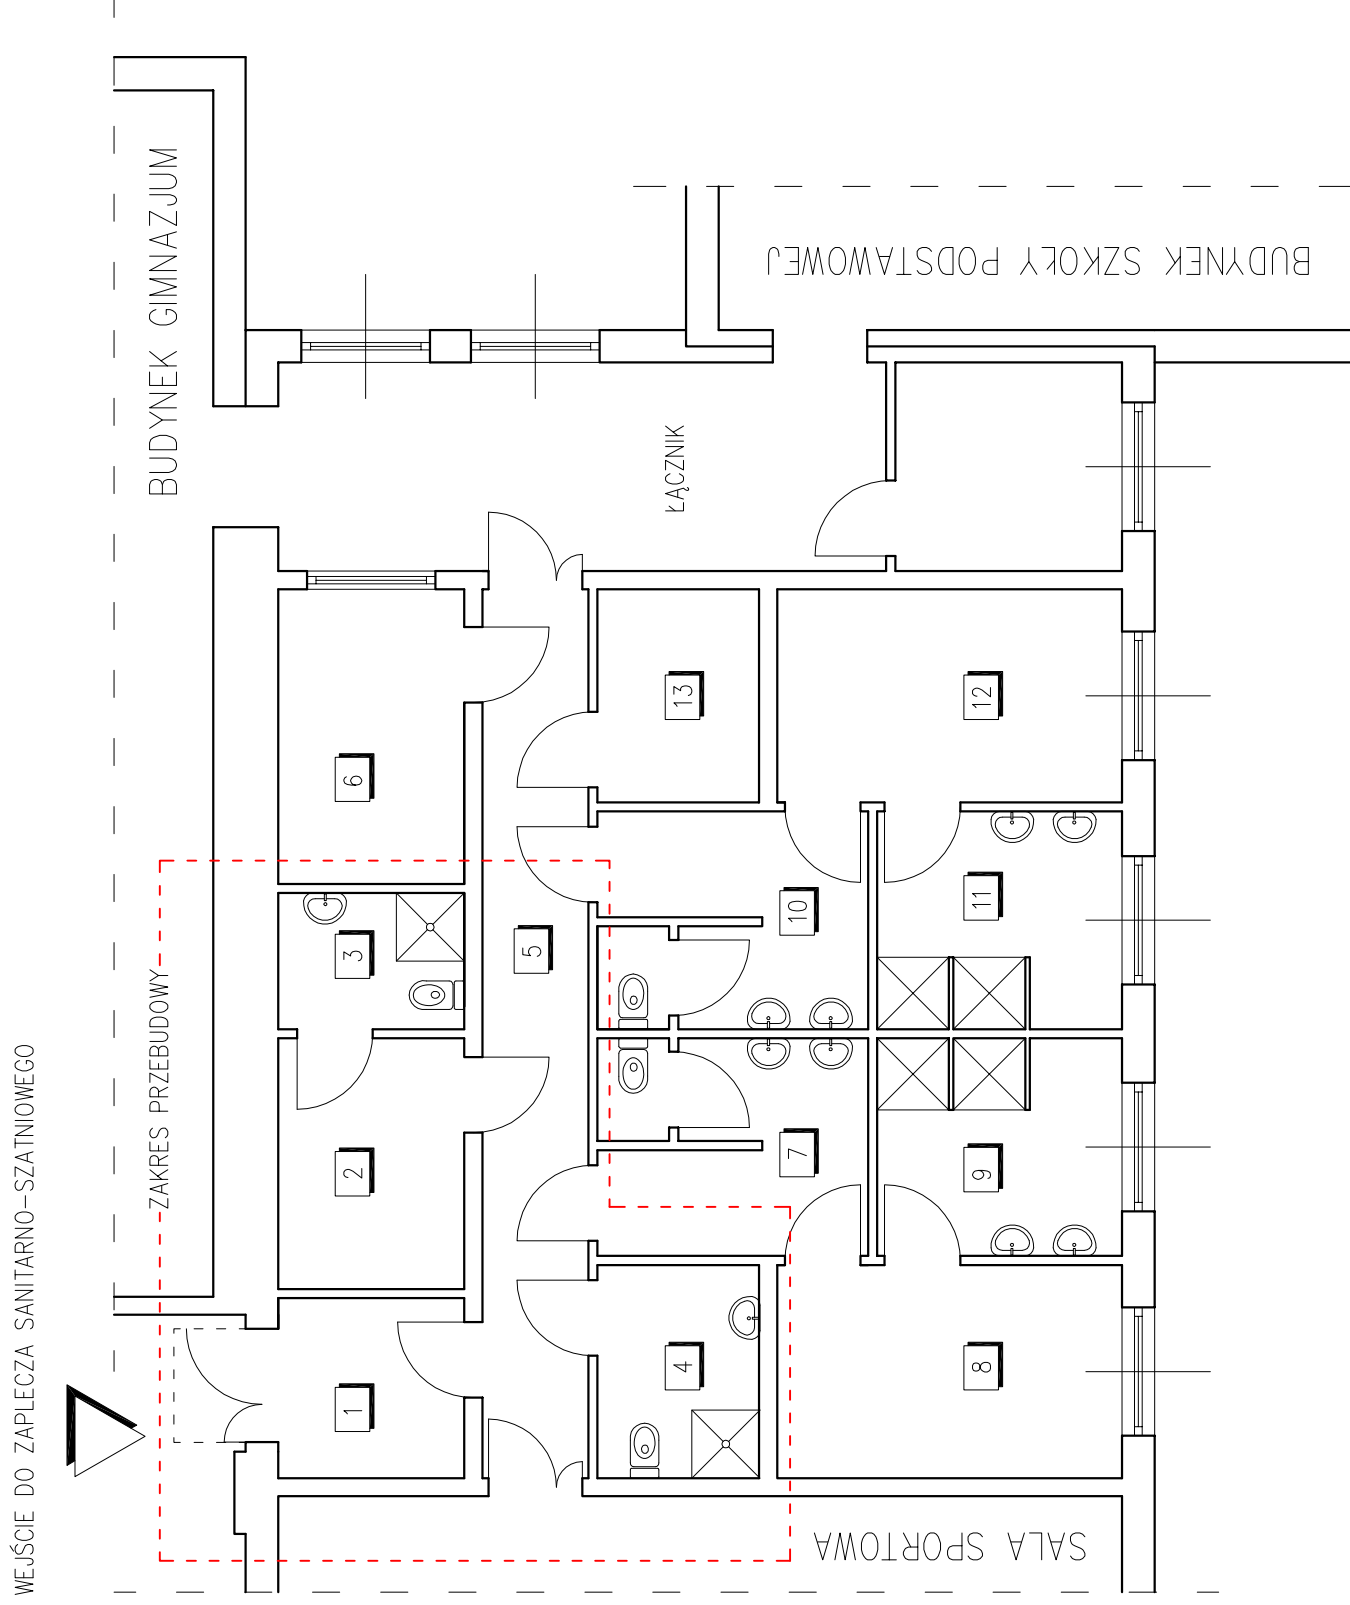 WEJŚCIE DO ZAPLECZA SANITARNO-SZATNIOWEGO
BUDYNEK GIMNAZJUM
ZAKRES PRZEBUDOWY
BUDYNEK SZKOŁY PODSTAWOWEJ
ŁĄCZNIK
SALA SPORTOWA
1
2
3
4
5
6
7
8
9
10
11
12
13